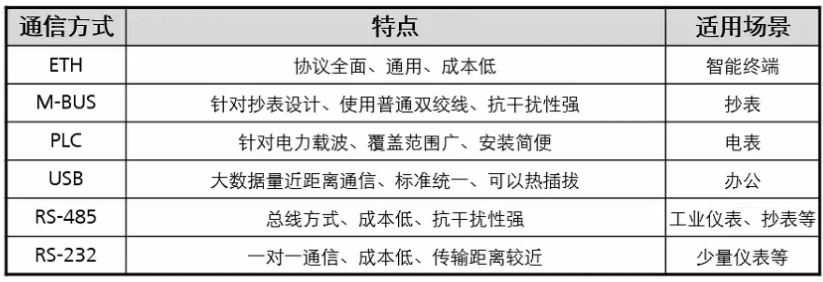 通信方式 特点 适用场景
ETH 协议全面、通用、成本低 智能终端
M-BUS 针对抄表设计、使用普通双绞线、抗干扰性强 抄表
PLC 针对电力载波、覆盖范围广、安装简便 电表
USB 大数据量近距离通信、标准统一、可以热插拔 办公
RS-485 总线方式、成本低、抗干扰性强 工业仪表、抄表等
RS-232 一对一通信、成本低、传输距离较近 少量仪表等